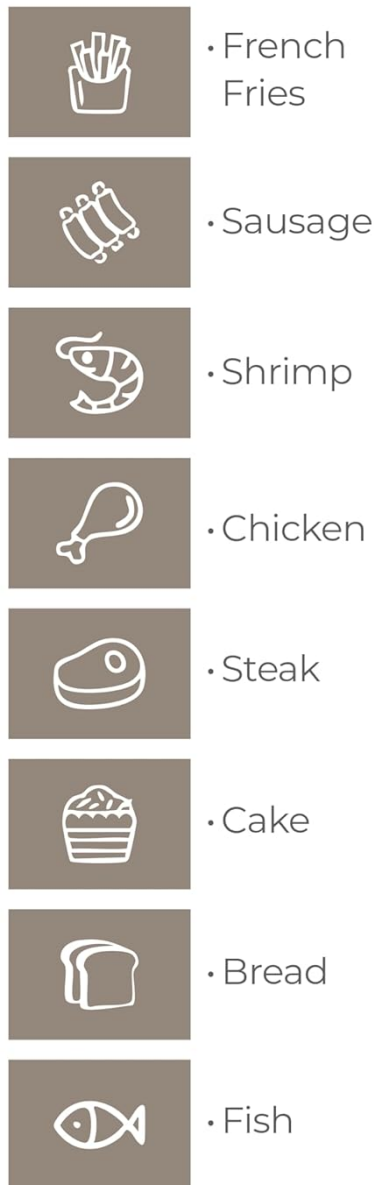 · French
Fries
· Sausage
· Shrimp
· Chicken
· Steak
· Cake
· Bread
· Fish